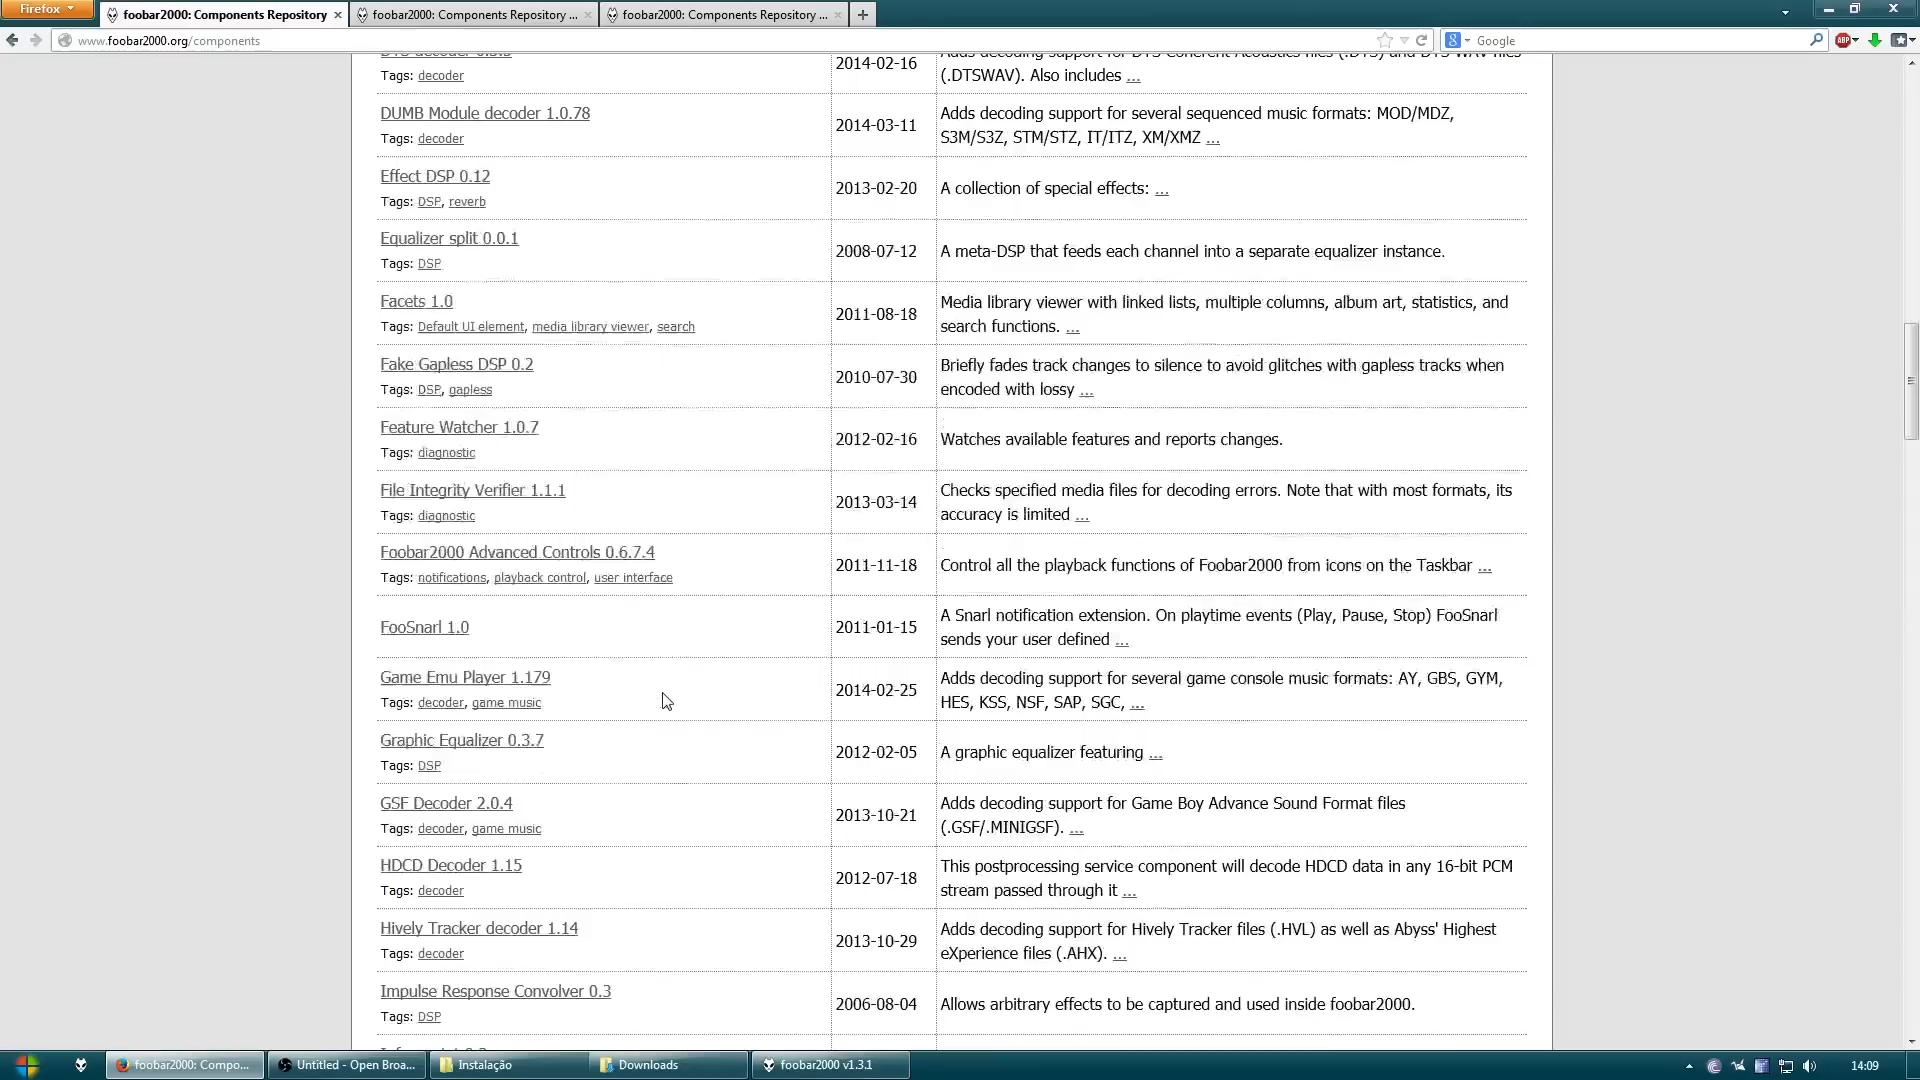 Firefox
foobar2000: Components Repository
foobar2000: Components Repository ...
foobar2000: Components Repository ...
www.foobar2000.org/components
Google
ABP
Tags: decoder
2014-02-16
(.DTSWAV). Also includes ...
DUMB Module decoder 1.0.78
Tags: decoder
2014-03-11
Adds decoding support for several sequenced music formats: MOD/MDZ,
S3M/S3Z, STM/STZ, IT/ITZ, XM/XMZ ...
Effect DSP 0.12
Tags: DSP, reverb
2013-02-20
A collection of special effects: ...
Equalizer split 0.0.1
Tags: DSP
2008-07-12
A meta-DSP that feeds each channel into a separate equalizer instance.
Facets 1.0
Tags: Default UI element, media library viewer, search
2011-08-18
Media library viewer with linked lists, multiple columns, album art, statistics, and
search functions. ...
Fake Gapless DSP 0.2
Tags: DSP, gapless
2010-07-30
Briefly fades track changes to silence to avoid glitches with gapless tracks when
encoded with lossy ...
Feature Watcher 1.0.7
Tags: diagnostic
2012-02-16
Watches available features and reports changes.
File Integrity Verifier 1.1.1
Tags: diagnostic
2013-03-14
Checks specified media files for decoding errors. Note that with most formats, its
accuracy is limited ...
Foobar2000 Advanced Controls 0.6.7.4
Tags: notifications, playback control, user interface
2011-11-18
Control all the playback functions of Foobar2000 from icons on the Taskbar ...
FooSnarl 1.0
2011-01-15
A Snarl notification extension. On playtime events (Play, Pause, Stop) FooSnarl
sends your user defined ...
Game Emu Player 1.179
Tags: decoder, game music
2014-02-25
Adds decoding support for several game console music formats: AY, GBS, GYM,
HES, KSS, NSF, SAP, SGC, ...
Graphic Equalizer 0.3.7
Tags: DSP
2012-02-05
A graphic equalizer featuring ...
GSF Decoder 2.0.4
Tags: decoder, game music
2013-10-21
Adds decoding support for Game Boy Advance Sound Format files
(.GSF/.MINIGSF). ...
HDCD Decoder 1.15
Tags: decoder
2012-07-18
This postprocessing service component will decode HDCD data in any 16-bit PCM
stream passed through it ...
Hively Tracker decoder 1.14
Tags: decoder
2013-10-29
Adds decoding support for Hively Tracker files (.HVL) as well as Abyss' Highest
eXperience files (.AHX). ...
Impulse Response Convolver 0.3
Tags: DSP
2006-08-04
Allows arbitrary effects to be captured and used inside foobar2000.
foobar2000: Compo...
Untitled - Open Broa...
Instalação
Downloads
foobar2000 v1.3.1
14:09